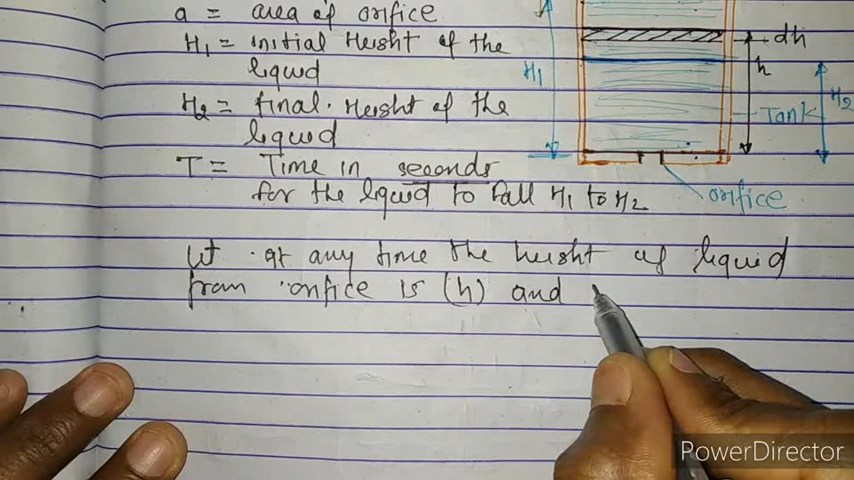 a = area of orifice
H1 = initial Height of the
liquid
H2 = final. Height of the
liquid
T = Time in seconds
for the liquid to fall H1 to H2
Let at any time the height of liquid
from orifice is (h) and
H1
dh
h
H2
Tank
orifice
PowerDirector